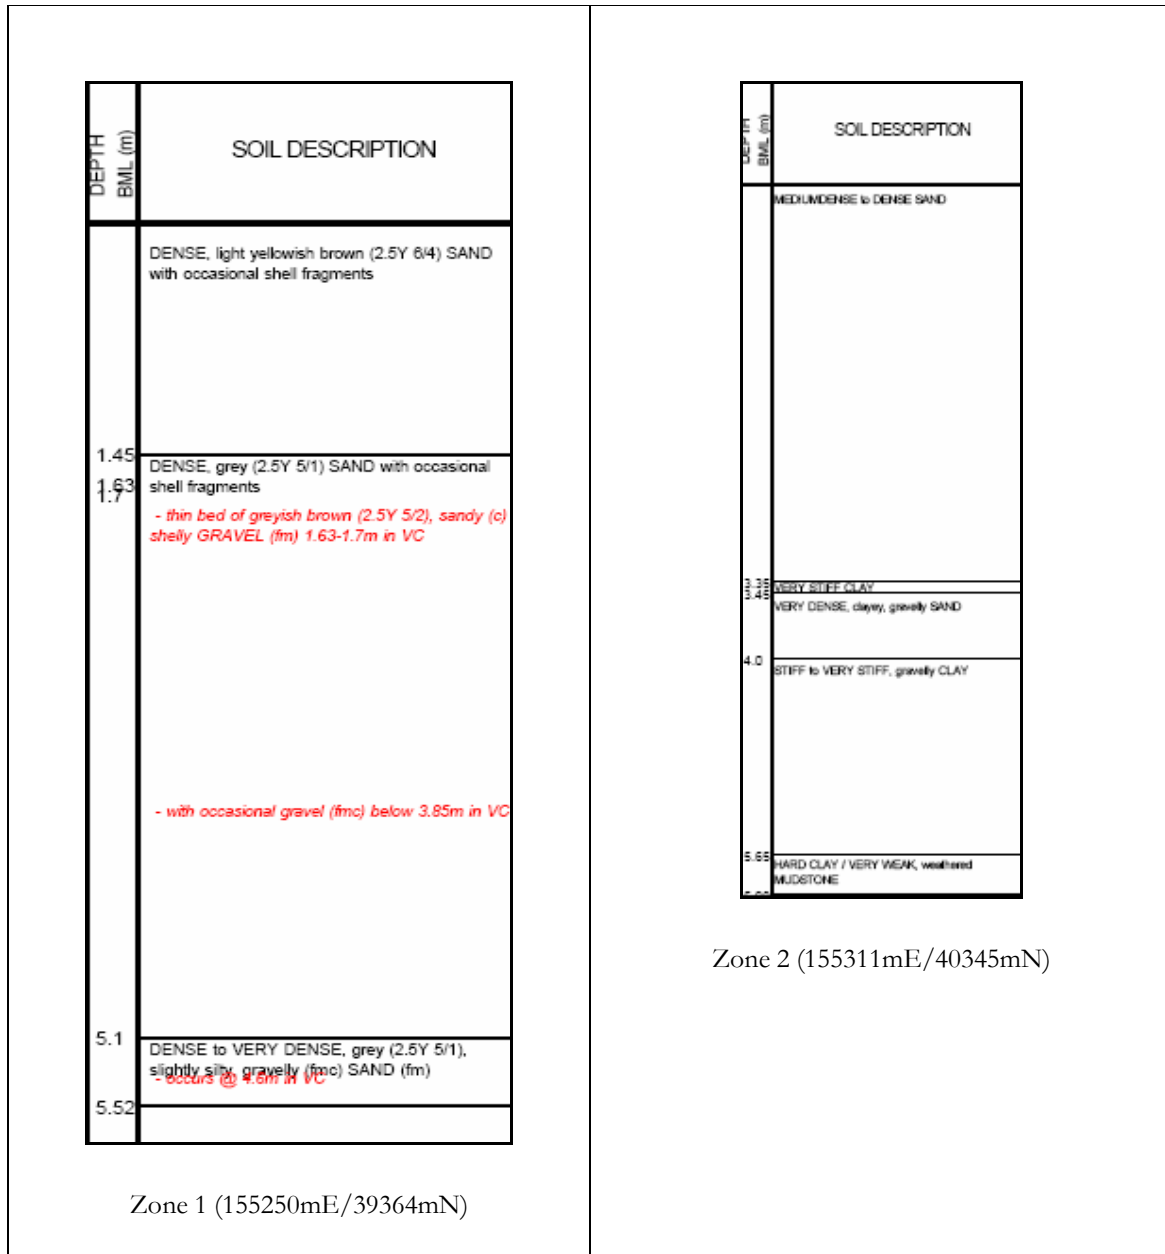 DEPTH
BML (m)
SOIL DESCRIPTION
DENSE, light yellowish brown (2.5Y 6/4) SAND
with occasional shell fragments
1.45
DENSE, grey (2.5Y 5/1) SAND with occasional
1.63
shell fragments
1.7
- thin bed of greyish brown (2.5Y 5/2), sandy (c)
shelly GRAVEL (fm) 1.63-1.7m in VC
- with occasional gravel (fmc) below 3.85m in VC
5.1
DENSE to VERY DENSE, grey (2.5Y 5/1),
slightly silty, gravelly (fmc) SAND (fm)
- occurs @ 4.6m in VC
5.52
Zone 1 (155250mE/39364mN)
DEPTH
BML (m)
SOIL DESCRIPTION
MEDIUMDENSE to DENSE SAND
3.35
VERY STIFF CLAY
3.45
VERY DENSE, clayey, gravelly SAND
4.0
STIFF to VERY STIFF, gravelly CLAY
5.65
HARD CLAY / VERY WEAK, weathered
MUDSTONE
Zone 2 (155311mE/40345mN)